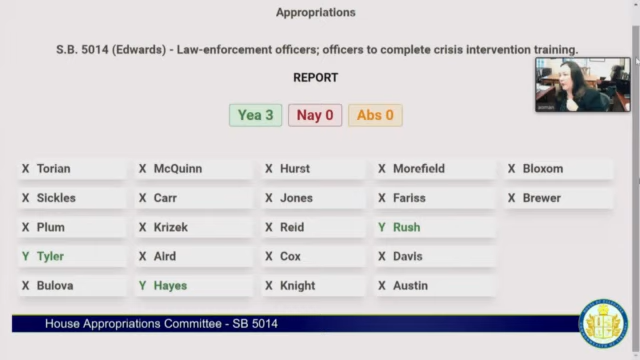 Appropriations
S.B. 5014 (Edwards) - Law-enforcement officers; officers to complete crisis intervention training.
REPORT
Yea 3 Nay 0 Abs 0
X Torian X McQuinn X Hurst X Morefield X Bloxom
X Sickles X Carr X Jones X Fariss X Brewer
X Plum X Krizek X Reid Y Rush
Y Tyler X Aird X Cox X Davis
X Bulova Y Hayes X Knight X Austin
House Appropriations Committee - SB 5014